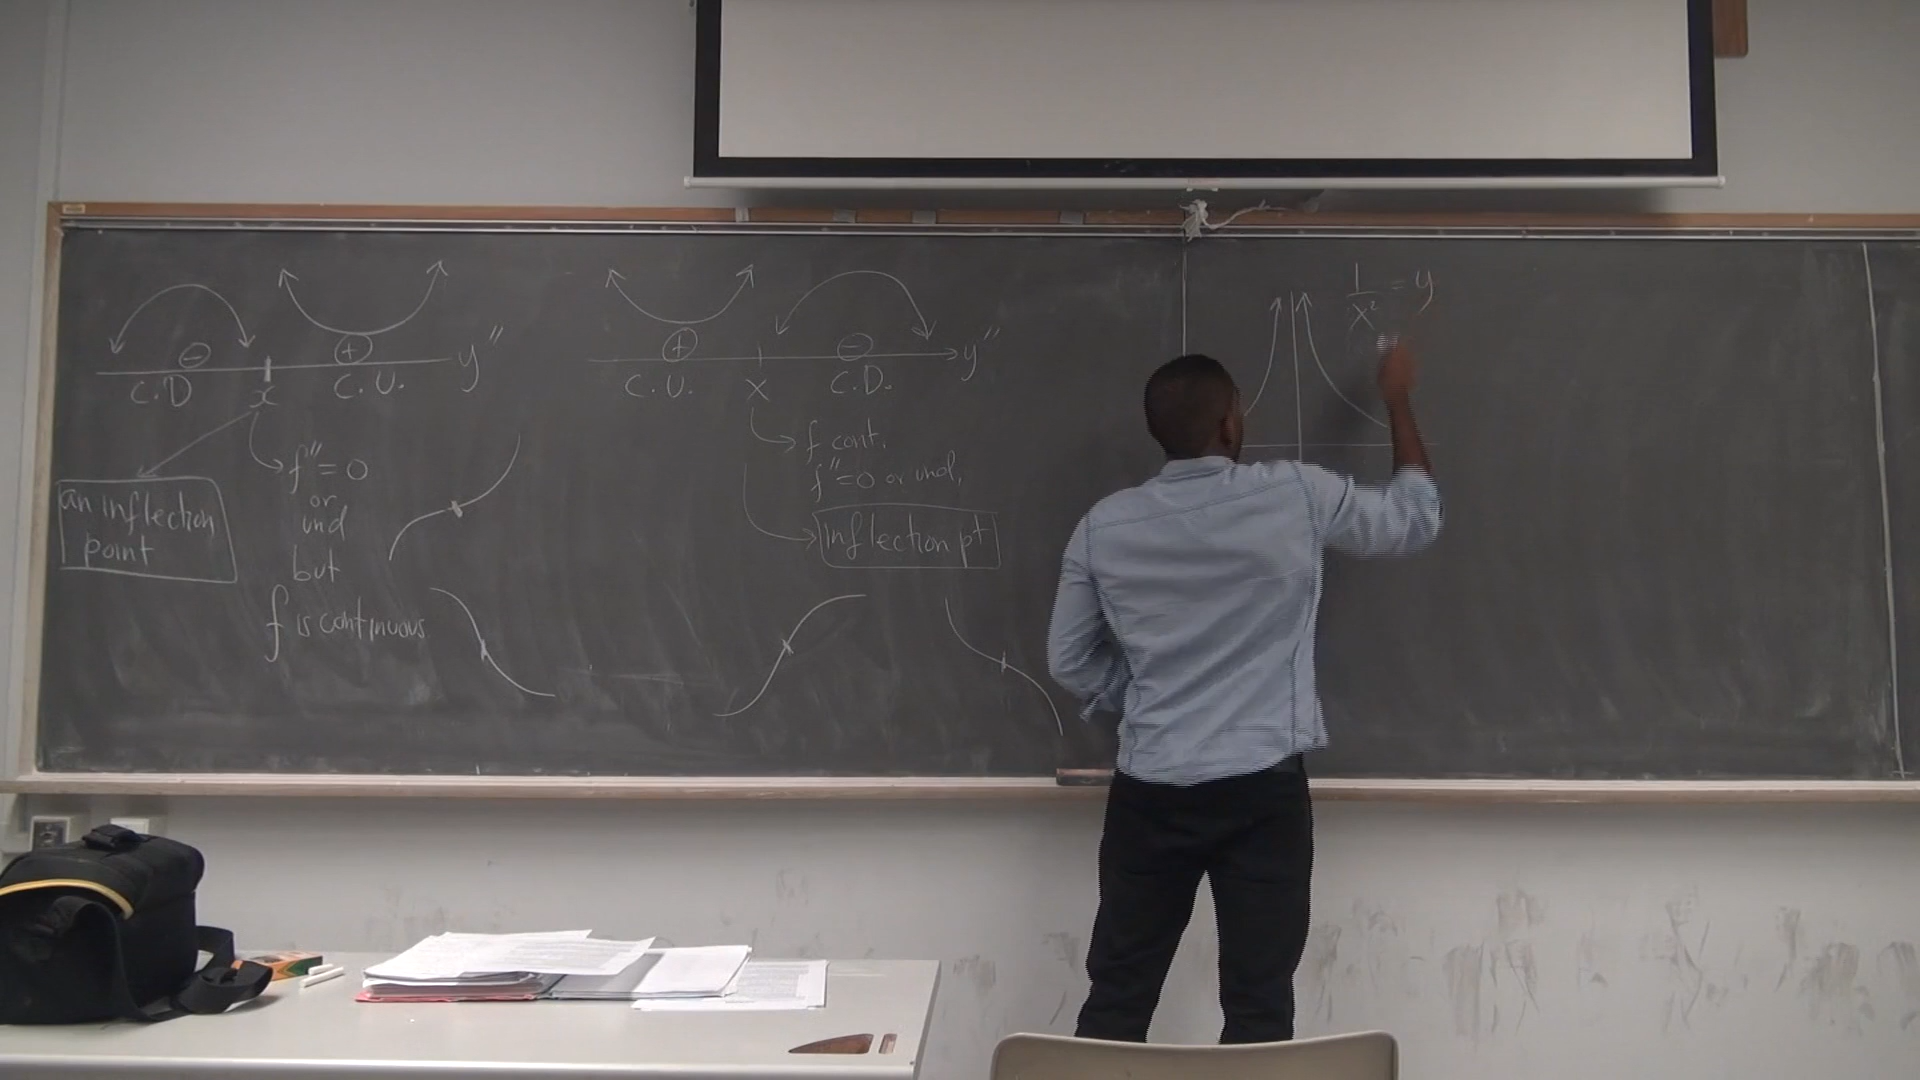 ⊖ ⊕ y″
C.D x C.U.
f″=0
or
und
but
f is continuous
an inflection
point
⊕ ⊖ y″
C.U. x C.D.
f cont.
f″=0 or und.
inflection pt
1/x² = y